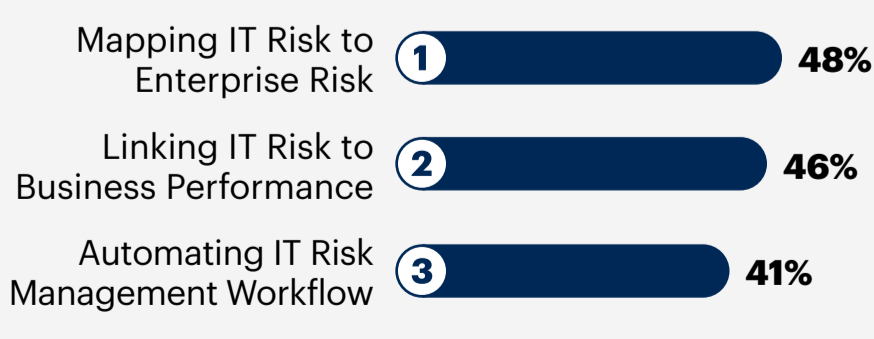 Mapping IT Risk to
Enterprise Risk
1
48%
Linking IT Risk to
Business Performance
2
46%
Automating IT Risk
Management Workflow
3
41%